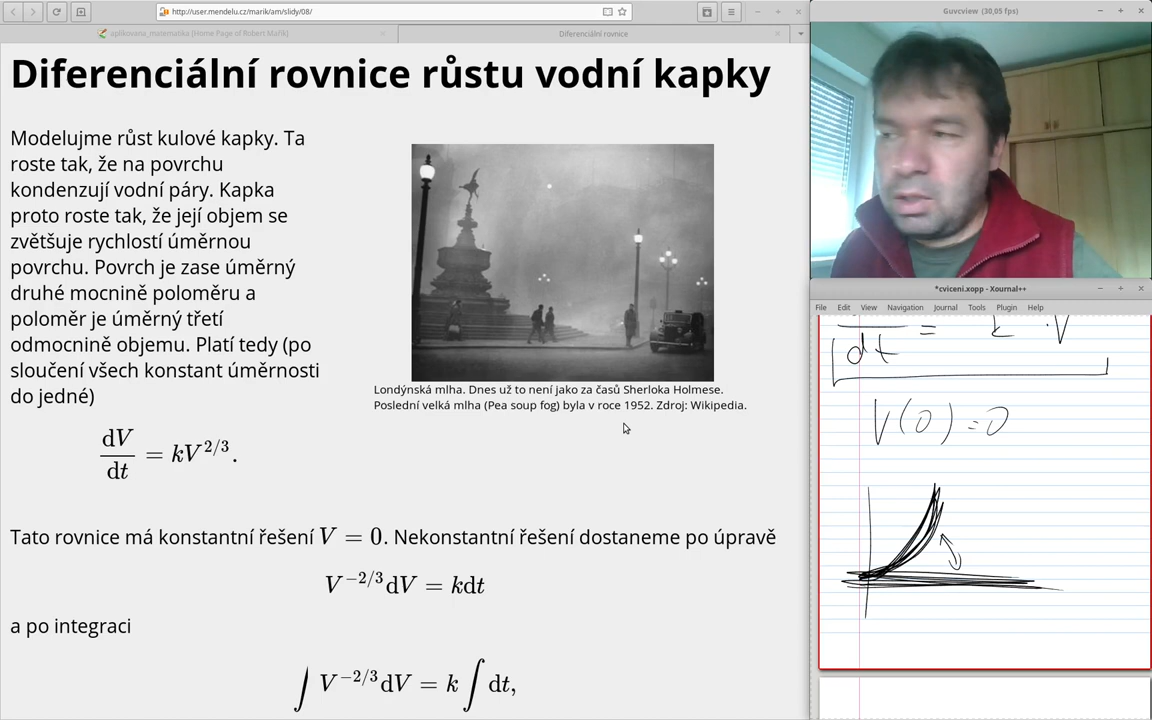 http://user.mendelu.cz/marik/am/slidy/08/
aplikovana_matematika (Home Page of Robert Mařík)
Diferenciální rovnice
Diferenciální rovnice růstu vodní kapky
Modelujme růst kulové kapky. Ta
roste tak, že na povrchu
kondenzují vodní páry. Kapka
proto roste tak, že její objem se
zvětšuje rychlostí úměrnou
povrchu. Povrch je zase úměrný
druhé mocnině poloměru a
poloměr je úměrný třetí
odmocnině objemu. Platí tedy (po
sloučení všech konstant úměrnosti
do jedné)
dV/dt = kV^{2/3}.
Londýnská mlha. Dnes už to není jako za časů Sherloka Holmese.
Poslední velká mlha (Pea soup fog) byla v roce 1952. Zdroj: Wikipedia.
Tato rovnice má konstantní řešení V = 0. Nekonstantní řešení dostaneme po úpravě
V^{−2/3}dV = kdt
a po integraci
∫ V^{−2/3}dV = k ∫ dt,
Guvcview (30,05 fps)
*cviceni.xopp - Xournal++
File Edit View Navigation Journal Tools Plugin Help
dt = k · V
V(0) = 0